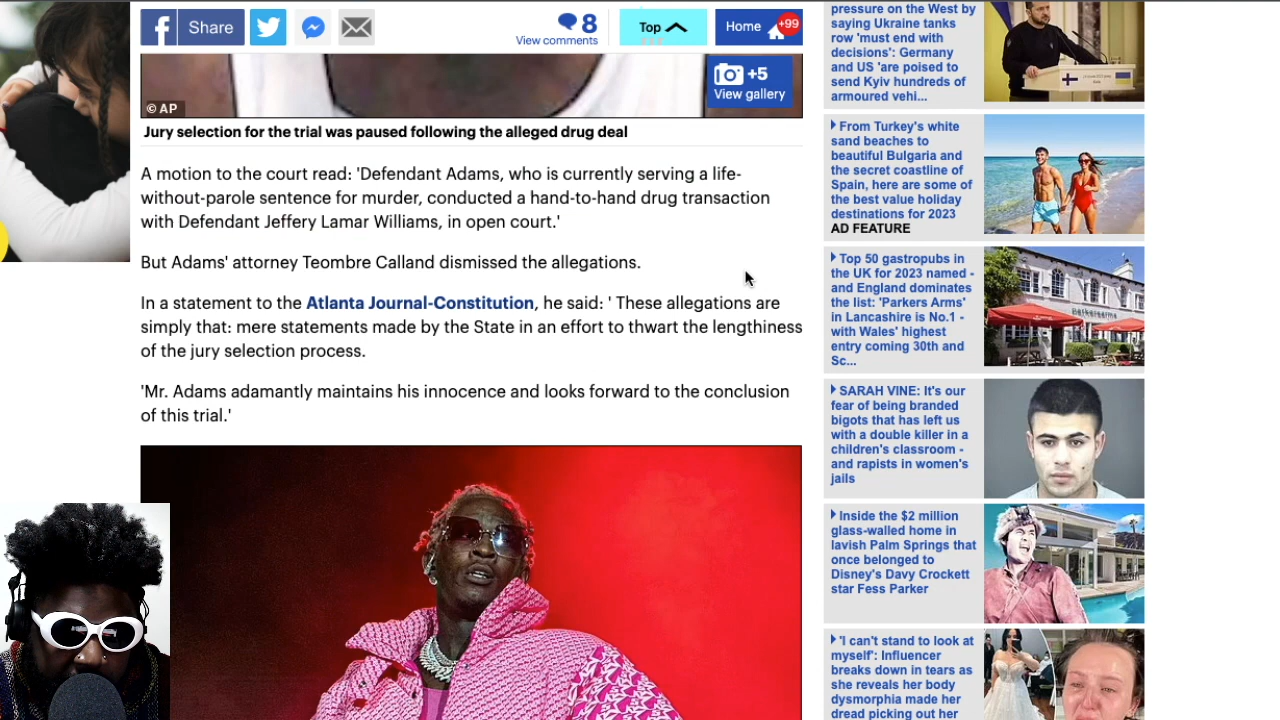 Share
8
View comments
Top
Home
+99
+5
View gallery
© AP
Jury selection for the trial was paused following the alleged drug deal
A motion to the court read: 'Defendant Adams, who is currently serving a life-
without-parole sentence for murder, conducted a hand-to-hand drug transaction
with Defendant Jeffery Lamar Williams, in open court.'
But Adams' attorney Teombre Calland dismissed the allegations.
In a statement to the Atlanta Journal-Constitution, he said: ' These allegations are
simply that: mere statements made by the State in an effort to thwart the lengthiness
of the jury selection process.
'Mr. Adams adamantly maintains his innocence and looks forward to the conclusion
of this trial.'
pressure on the West by
saying Ukraine tanks
row 'must end with
decisions': Germany
and US 'are poised to
send Kyiv hundreds of
armoured vehi...
From Turkey's white
sand beaches to
beautiful Bulgaria and
the secret coastline of
Spain, here are some of
the best value holiday
destinations for 2023
AD FEATURE
Top 50 gastropubs in
the UK for 2023 named -
and England dominates
the list: 'Parkers Arms'
in Lancashire is No.1 -
with Wales' highest
entry coming 30th and
Sc...
SARAH VINE: It's our
fear of being branded
bigots that has left us
with a double killer in a
children's classroom -
and rapists in women's
jails
Inside the $2 million
glass-walled home in
lavish Palm Springs that
once belonged to
Disney's Davy Crockett
star Fess Parker
'I can't stand to look at
myself': Influencer
breaks down in tears as
she reveals her body
dysmorphia made her
dread picking out her